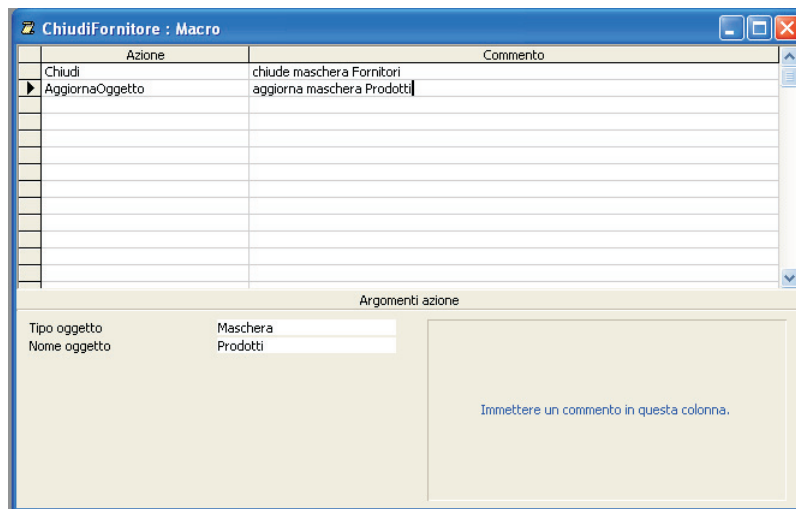 ChiudiFornitore : Macro
Azione Commento
Chiudi chiude maschera Fornitori
AggiornaOggetto aggiorna maschera Prodotti
Argomenti azione
Tipo oggetto Maschera
Nome oggetto Prodotti
Immettere un commento in questa colonna.